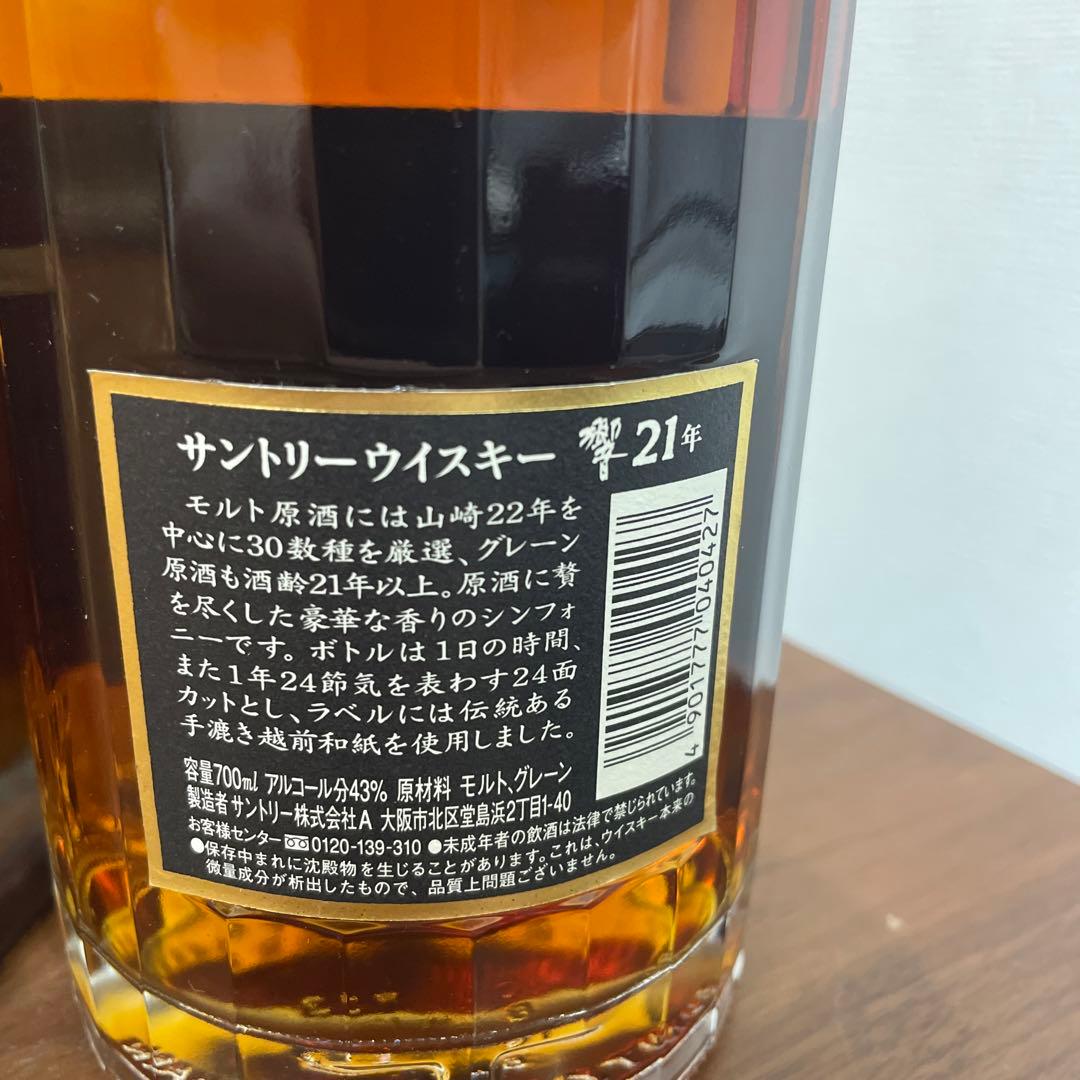 サントリーウイスキー 響 21年
モルト原酒には山崎22年を
中心に30数種を厳選、グレーン
原酒も酒齢21年以上。原酒に贅
を尽くした豪華な香りのシンフォ
ニーです。ボトルは1日の時間、
また1年24節気を表わす24面
カットとし、ラベルには伝統ある
手漉き越前和紙を使用しました。
4 901777 040427
容量700ml アルコール分43% 原材料 モルト、グレーン
製造者 サントリー株式会社A 大阪市北区堂島浜2丁目1-40
お客様センター 0120-139-310 ●未成年者の飲酒は法律で禁じられています。
●保存中まれに沈殿物を生じることがあります。これは、ウイスキー本来の
微量成分が析出したもので、品質上問題ございません。